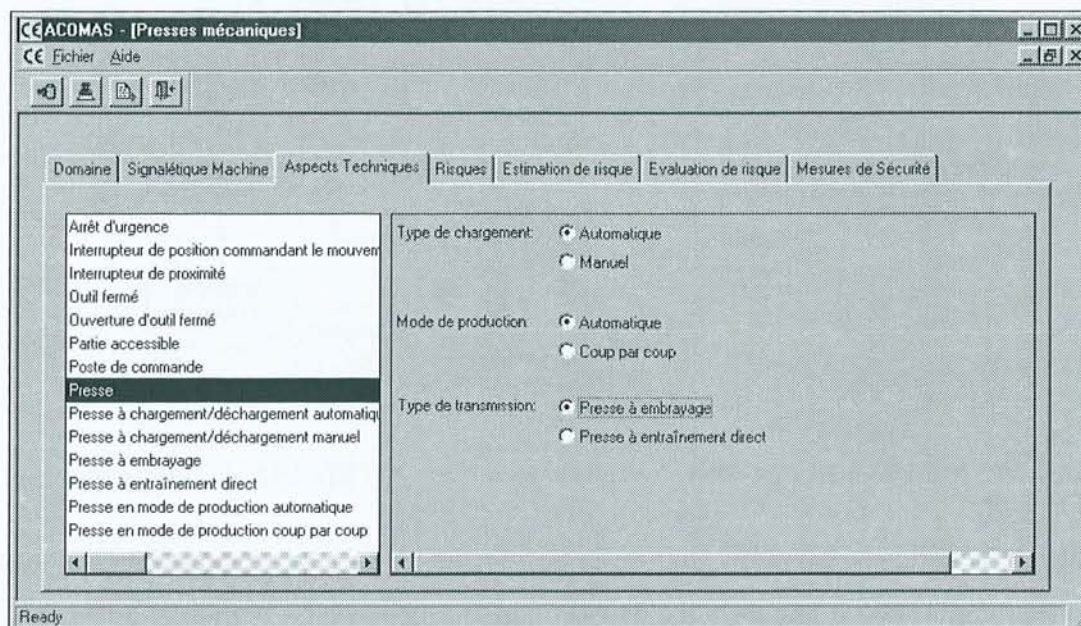 CE ACOMAS - [Presses mécaniques]
CE Fichier Aide
Domaine Signalétique Machine Aspects Techniques Risques Estimation de risque Evaluation de risque Mesures de Sécurité
Arrêt d'urgence
Interrupteur de position commandant le mouvem
Interrupteur de proximité
Outil fermé
Ouverture d'outil fermé
Partie accessible
Poste de commande
Presse
Presse à chargement/déchargement automatiqu
Presse à chargement/déchargement manuel
Presse à embrayage
Presse à entraînement direct
Presse en mode de production automatique
Presse en mode de production coup par coup
Type de chargement: Automatique
Manuel
Mode de production: Automatique
Coup par coup
Type de transmission: Presse à embrayage
Presse à entraînement direct
Ready